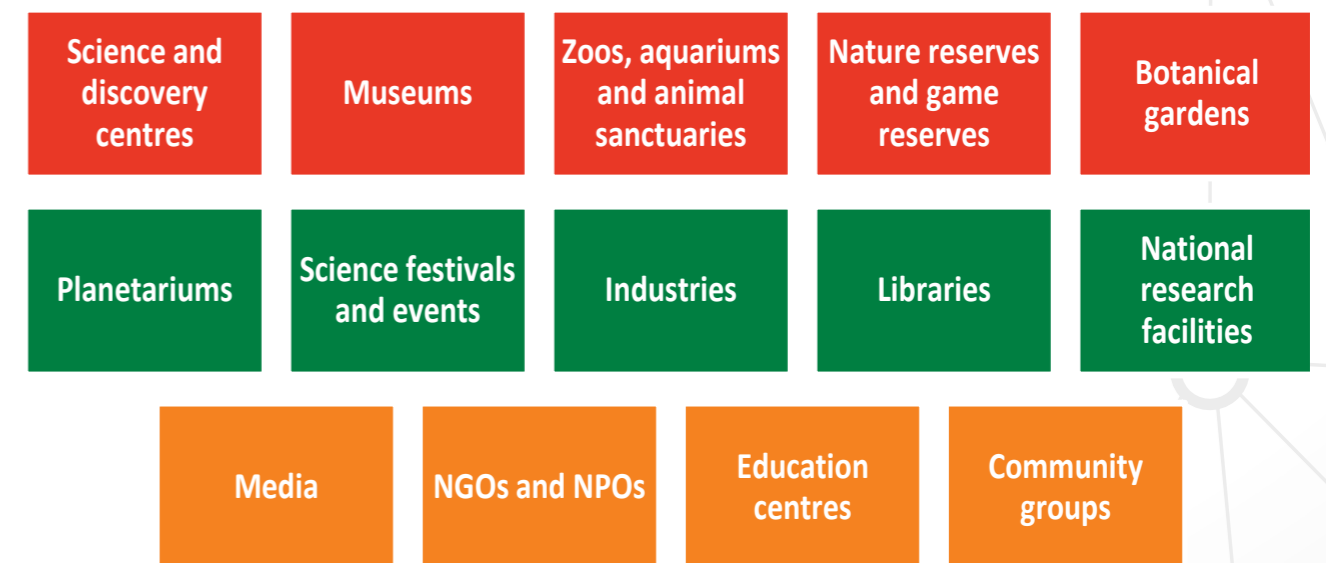 Science and
discovery
centres
Museums
Zoos, aquariums
and animal
sanctuaries
Nature reserves
and game
reserves
Botanical
gardens
Planetariums
Science festivals
and events
Industries
Libraries
National
research
facilities
Media
NGOs and NPOs
Education
centres
Community
groups